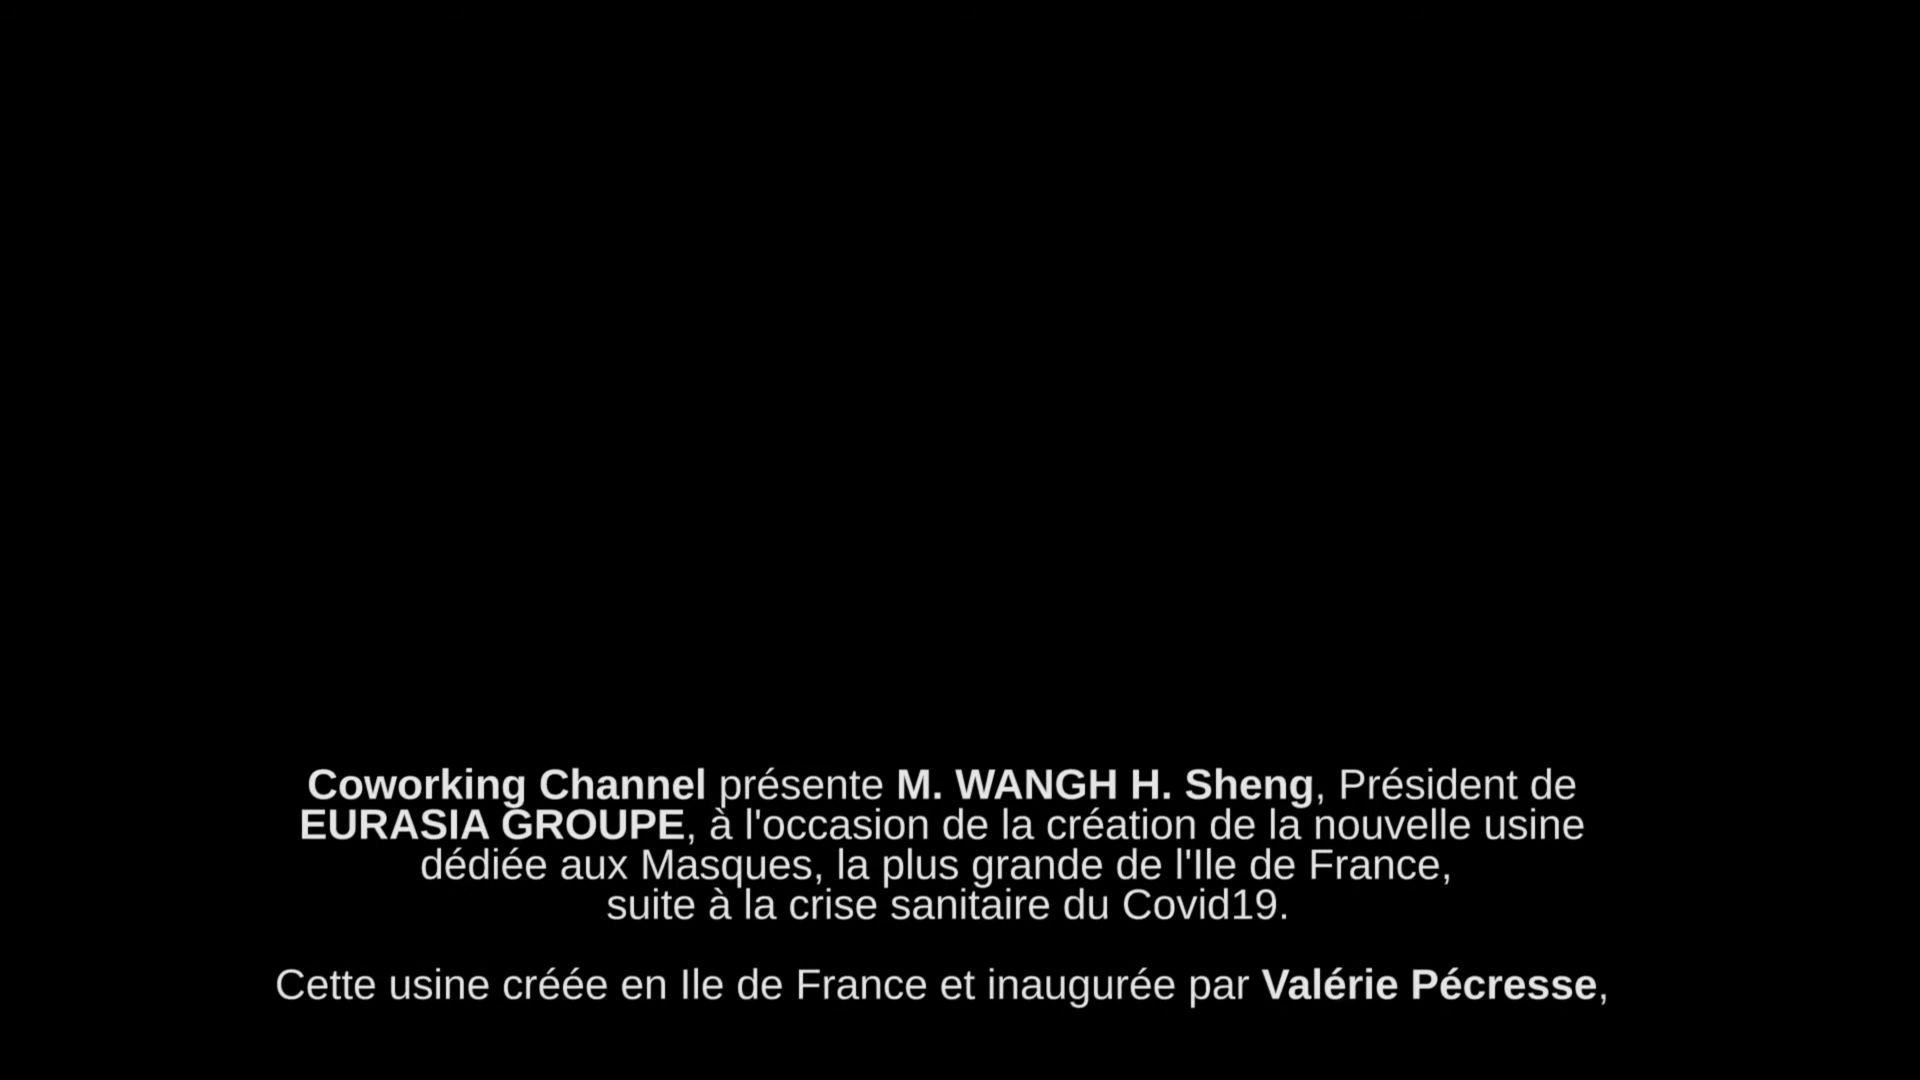 Coworking Channel présente M. WANGH H. Sheng, Président de
EURASIA GROUPE, à l'occasion de la création de la nouvelle usine
dédiée aux Masques, la plus grande de l'Ile de France,
suite à la crise sanitaire du Covid19.
Cette usine créée en Ile de France et inaugurée par Valérie Pécresse,